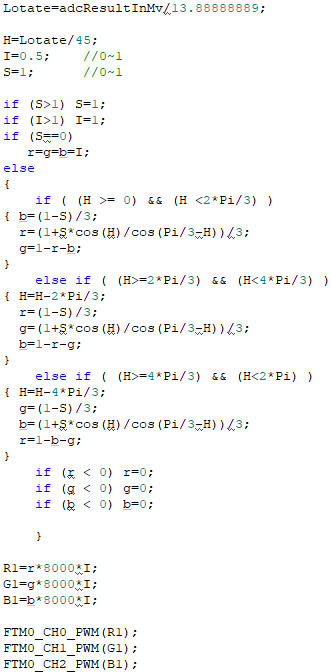 Lotate=adcResultInMv/13.88888889;
H=Lotate/45;
I=0.5;    //0~1
S=1;      //0~1
if (S>1) S=1;
if (I>1) I=1;
if (S==0)
   r=g=b=I;
else
{
    if ( (H >= 0) && (H <2*Pi/3) )
{ b=(1-S)/3;
  r=(1+S*cos(H)/cos(Pi/3-H))/3;
  g=1-r-b;
}
    else if ( (H>=2*Pi/3) && (H<4*Pi/3) )
{ H=H-2*Pi/3;
  r=(1-S)/3;
  g=(1+S*cos(H)/cos(Pi/3-H))/3;
  b=1-r-g;
}
    else if ( (H>=4*Pi/3) && (H<2*Pi) )
{ H=H-4*Pi/3;
  g=(1-S)/3;
  b=(1+S*cos(H)/cos(Pi/3-H))/3;
  r=1-b-g;
}
    if (r < 0) r=0;
    if (g < 0) g=0;
    if (b < 0) b=0;
    }
R1=r*8000*I;
G1=g*8000*I;
B1=b*8000*I;
FTM0_CH0_PWM(R1);
FTM0_CH1_PWM(G1);
FTM0_CH2_PWM(B1);